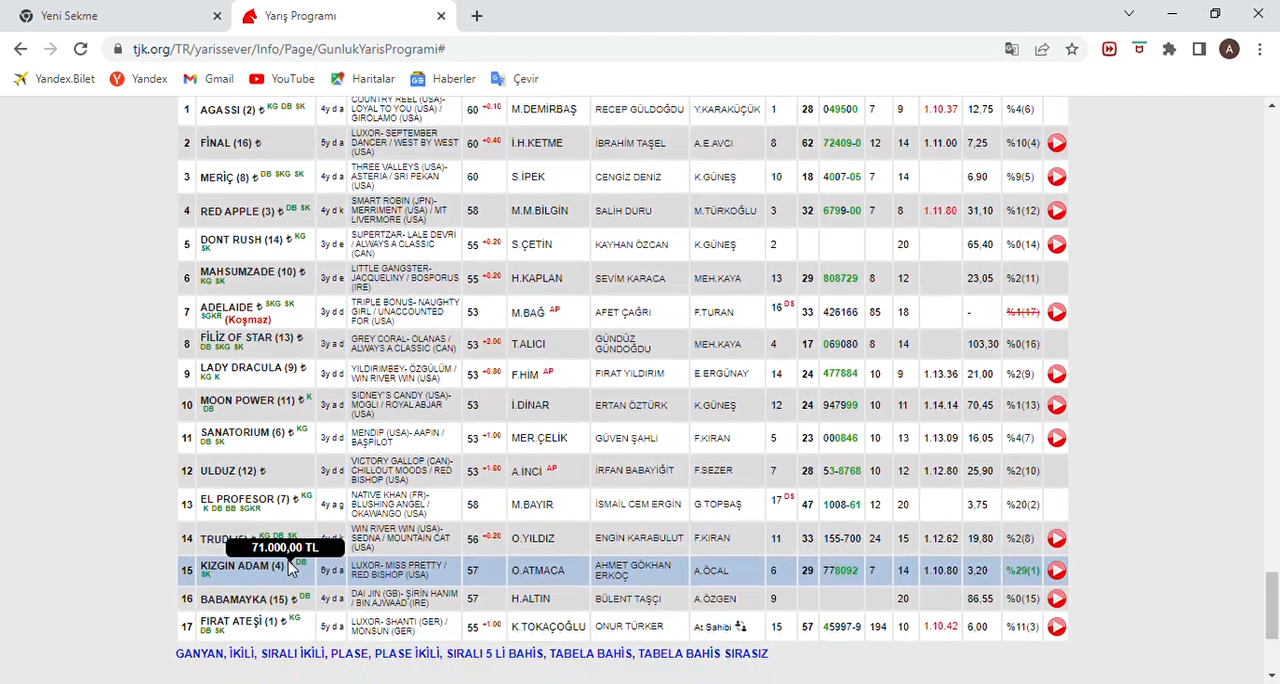 Yeni Sekme
Yarış Programı
tjk.org/TR/yarissever/Info/Page/GunlukYarisProgrami#
A
Yandex.Bilet Yandex Gmail YouTube Haritalar Haberler Çevir
1 AGASSI (2) ₺ KG DB SK 4y d a COUNTRY REEL (USA)- LOYAL TO YOU (USA) / GIROLAMO (USA) 60 +0.10 M.DEMİRBAŞ RECEP GÜLDOĞDU Y.KARAKÜÇÜK 1 28 049500 7 9 1.10.37 12,75 %4(6)
2 FİNAL (16) ₺ 5y d a LUXOR- SEPTEMBER DANCER / WEST BY WEST (USA) 60 +0.40 İ.H.KETME İBRAHİM TAŞEL A.E.AVCI 8 62 72409-0 12 14 1.11.00 7,25 %10(4)
3 MERİÇ (8) ₺ DB SKG SK 4y d a THREE VALLEYS (USA)- ASTERIA / SRI PEKAN (USA) 60 S.İPEK CENGİZ DENİZ K.GÜNEŞ 10 18 4007-05 7 14 6,90 %9(5)
4 RED APPLE (3) ₺ DB SK 4y d k SMART ROBIN (JPN)- MERRIMENT (USA) / MT LIVERMORE (USA) 58 M.M.BİLGİN SALİH DURU M.TÜRKOĞLU 3 32 6799-00 7 8 1.11.80 31,10 %1(12)
5 DONT RUSH (14) ₺ KG SK 3y d e SUPERTZAR- LALE DEVRİ / ALWAYS A CLASSIC (CAN) 55 +0.20 S.ÇETİN KAYHAN ÖZCAN K.GÜNEŞ 2 20 65,40 %0(14)
6 MAHSUMZADE (10) ₺ KG SK 3y d e LITTLE GANGSTER- JACQUELINY / BOSPORUS (IRE) 55 +0.20 H.KAPLAN SEVİM KARACA MEH.KAYA 13 29 808729 8 12 23,05 %2(11)
7 ADELAIDE ₺ SKG SK SGKR (Koşmaz) 3y d d TRIPLE BONUS- NAUGHTY GIRL / UNACCOUNTED FOR (USA) 53 M.BAĞ AP AFET ÇAĞRI F.TURAN 16 DS 33 426166 85 18 - %1(17)
8 FİLİZ OF STAR (13) ₺ DB SKG SK 3y a d GREY CORAL- OLANAS / ALWAYS A CLASSIC (CAN) 53 +2.00 T.ALICI GÜNDÜZ GÜNDOĞDU MEH.KAYA 4 17 069080 8 14 103,30 %0(16)
9 LADY DRACULA (9) ₺ KG K 3y d d YILDIRIMBEY- ÖZGÜLÜM / WIN RIVER WIN (USA) 53 +0.80 F.HIM AP FIRAT YILDIRIM E.ERGÜNAY 14 24 477884 10 9 1.13.36 21,00 %2(9)
10 MOON POWER (11) ₺ K DB 3y a d SIDNEY'S CANDY (USA)- MOGLI / ROYAL ABJAR (USA) 53 İ.DİNAR ERTAN ÖZTÜRK K.GÜNEŞ 12 24 947999 10 11 1.14.14 70,45 %1(13)
11 SANATORIUM (6) ₺ KG DB SK 3y d d MENDIP (USA)- AAPIN / BAŞPİLOT 53 +1.00 MER.ÇELİK GÜVEN ŞAHLI F.KIRAN 5 23 000846 10 13 1.13.09 16,05 %4(7)
12 ULDUZ (12) ₺ 3y d d VICTORY GALLOP (CAN)- CHILLOUT MOODS / RED BISHOP (USA) 53 +1.60 A.İNCİ AP İRFAN BABAYİĞİT F.SEZER 7 28 53-8768 10 12 1.12.80 25,90 %2(10)
13 EL PROFESOR (7) ₺ KG K DB BB SGKR 4y a g NATIVE KHAN (FR)- BLUSHING ANGEL / OKAWANGO (USA) 58 M.BAYIR İSMAİL CEM ERGİN G.TOPBAŞ 17 DS 47 1008-61 12 20 3,75 %20(2)
14 KG DB SK WIN RIVER WIN (USA)- SEDNA / MOUNTAIN CAT (USA) 56 +0.20 O.YILDIZ ENGİN KARABULUT F.KIRAN 11 33 155-700 24 15 1.12.62 19,80 %2(8)
71.000,00 TL
15 KIZGIN ADAM (4) DB SK 6y d a LUXOR- MISS PRETTY / RED BISHOP (USA) 57 O.ATMACA AHMET GÖKHAN ERKOÇ A.ÖCAL 6 29 778092 7 14 1.10.80 3,20 %29(1)
16 BABAMAYKA (15) ₺ DB 4y d a DAI JIN (GB)- ŞİRİN HANIM / BIN AJWAAD (IRE) 57 H.ALTIN BÜLENT TAŞÇI A.ÖZGEN 9 20 86,55 %0(15)
17 FIRAT ATEŞİ (1) ₺ KG DB SK 5y d a LUXOR- SHANTI (GER) / MONSUN (GER) 55 +1.00 K.TOKAÇOĞLU ONUR TÜRKER At Sahibi 15 57 45997-9 194 10 1.10.42 6,00 %11(3)
GANYAN, İKİLİ, SIRALI İKİLİ, PLASE, PLASE İKİLİ, SIRALI 5 Lİ BAHİS, TABELA BAHİS, TABELA BAHİS SIRASIZ